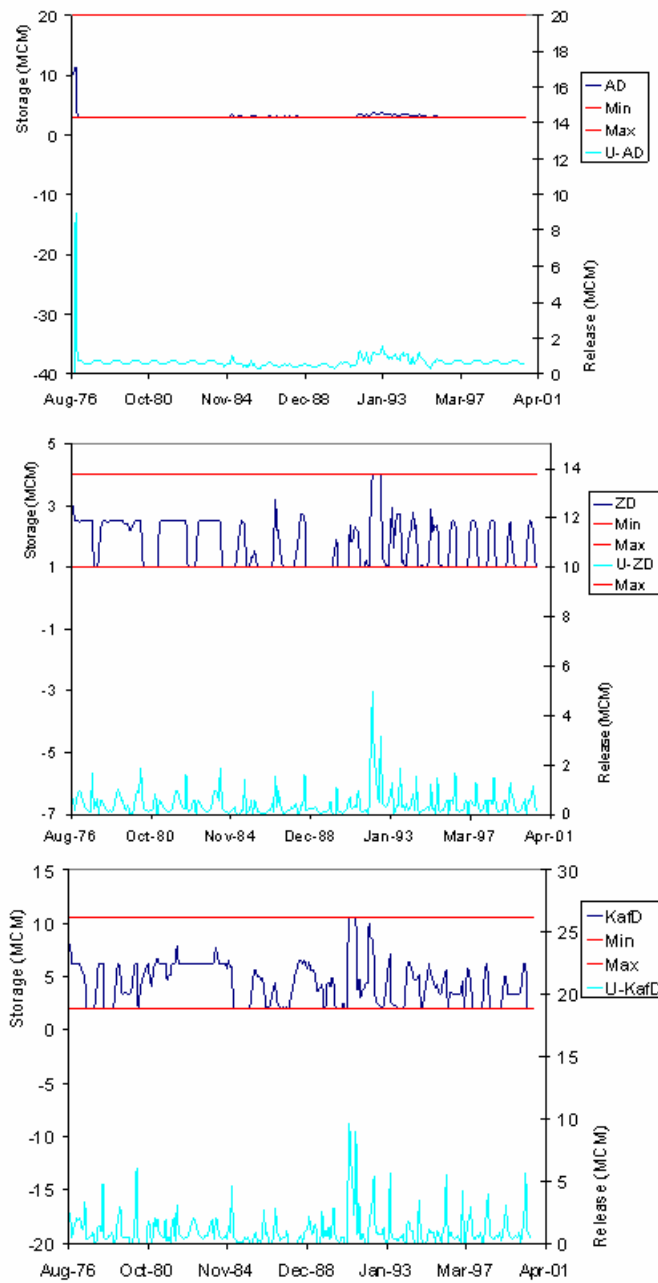 Storage (MCM)
20
10
0
-10
-20
-30
-40
20
18
16
14
12
10
8
6
4
2
0
Release (MCM)
AD
Min
Max
U-AD
Aug-76 Oct-80 Nov-84 Dec-88 Jan-93 Mar-97 Apr-01
Storage (MCM)
5
3
1
-1
-3
-5
-7
14
12
10
8
6
4
2
0
Release (MCM)
ZD
Min
Max
U-ZD
Max
Aug-76 Oct-80 Nov-84 Dec-88 Jan-93 Mar-97 Apr-01
Storage (MCM)
15
10
5
0
-5
-10
-15
-20
30
25
20
15
10
5
0
Release (MCM)
KafD
Min
Max
U-KafD
Aug-76 Oct-80 Nov-84 Dec-88 Jan-93 Mar-97 Apr-01